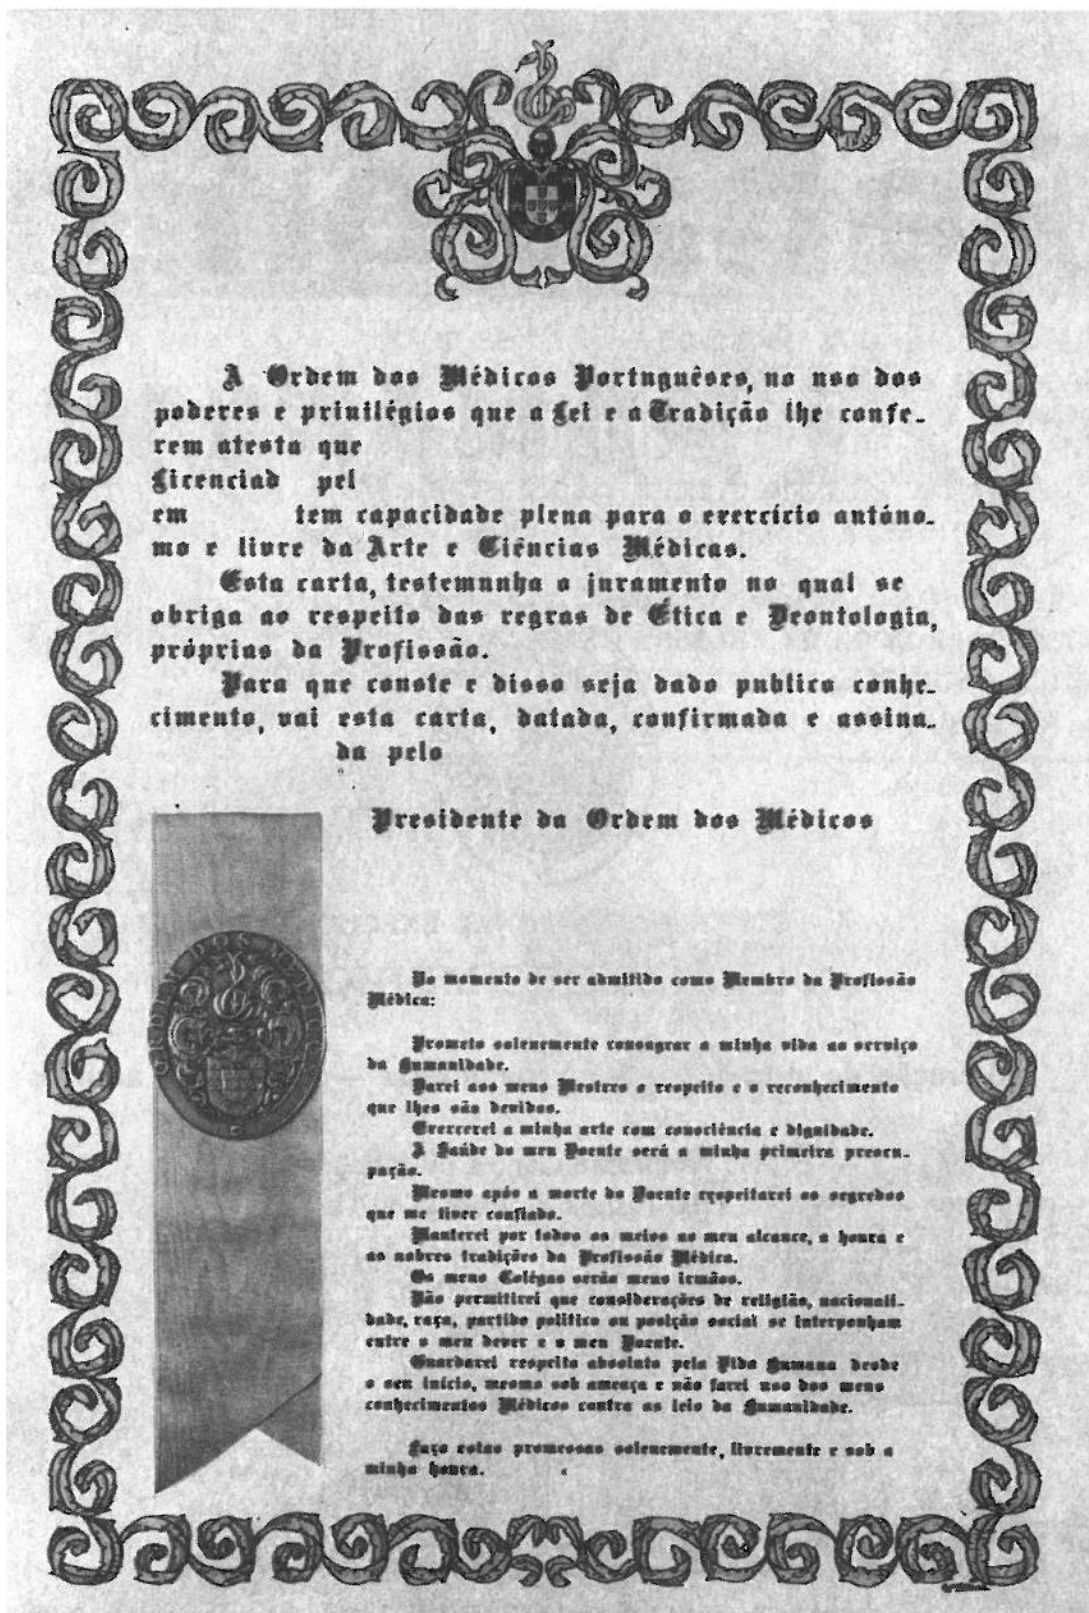 A Ordem dos Médicos Portuguêses, no uso dos
poderes e privilégios que a Lei e a Tradição lhe confe-
rem atesta que
Licenciad pel
em tem capacidade plena para o exercício autóno-
mo e livre da Arte e Ciências Médicas.
Esta carta, testemunha o juramento no qual se
obriga ao respeito das regras de Ética e Deontologia,
próprias da Profissão.
Para que conste e disso seja dado publico conhe-
cimento, vai esta carta, datada, confirmada e assina-
da pelo
Presidente da Ordem dos Médicos
ORDEM DOS MEDICOS
No momento de ser admitido como Membro da Profissão
Médica:
Prometo solenemente consagrar a minha vida ao serviço
da Humanidade.
Darei aos meus Mestres o respeito e o reconhecimento
que lhes são devidos.
Exercerei a minha arte com consciência e dignidade.
A Saúde do meu Doente será a minha primeira preocu-
pação.
Mesmo após a morte do Doente respeitarei os segredos
que me tiver confiado.
Manterei por todos os meios ao meu alcance, a honra e
as nobres tradições da Profissão Médica.
Os meus Colégas serão meus irmãos.
Não permitirei que considerações de religião, nacionali-
dade, raça, partido politico ou posição social se interponham
entre o meu dever e o meu Doente.
Guardarei respeito absoluto pela Vida Humana desde
o seu início, mesmo sob ameaça e não farei uso dos meus
conhecimentos Médicos contra as leis da Humanidade.
Faço estas promessas solenemente, livremente e sob a
minha honra.